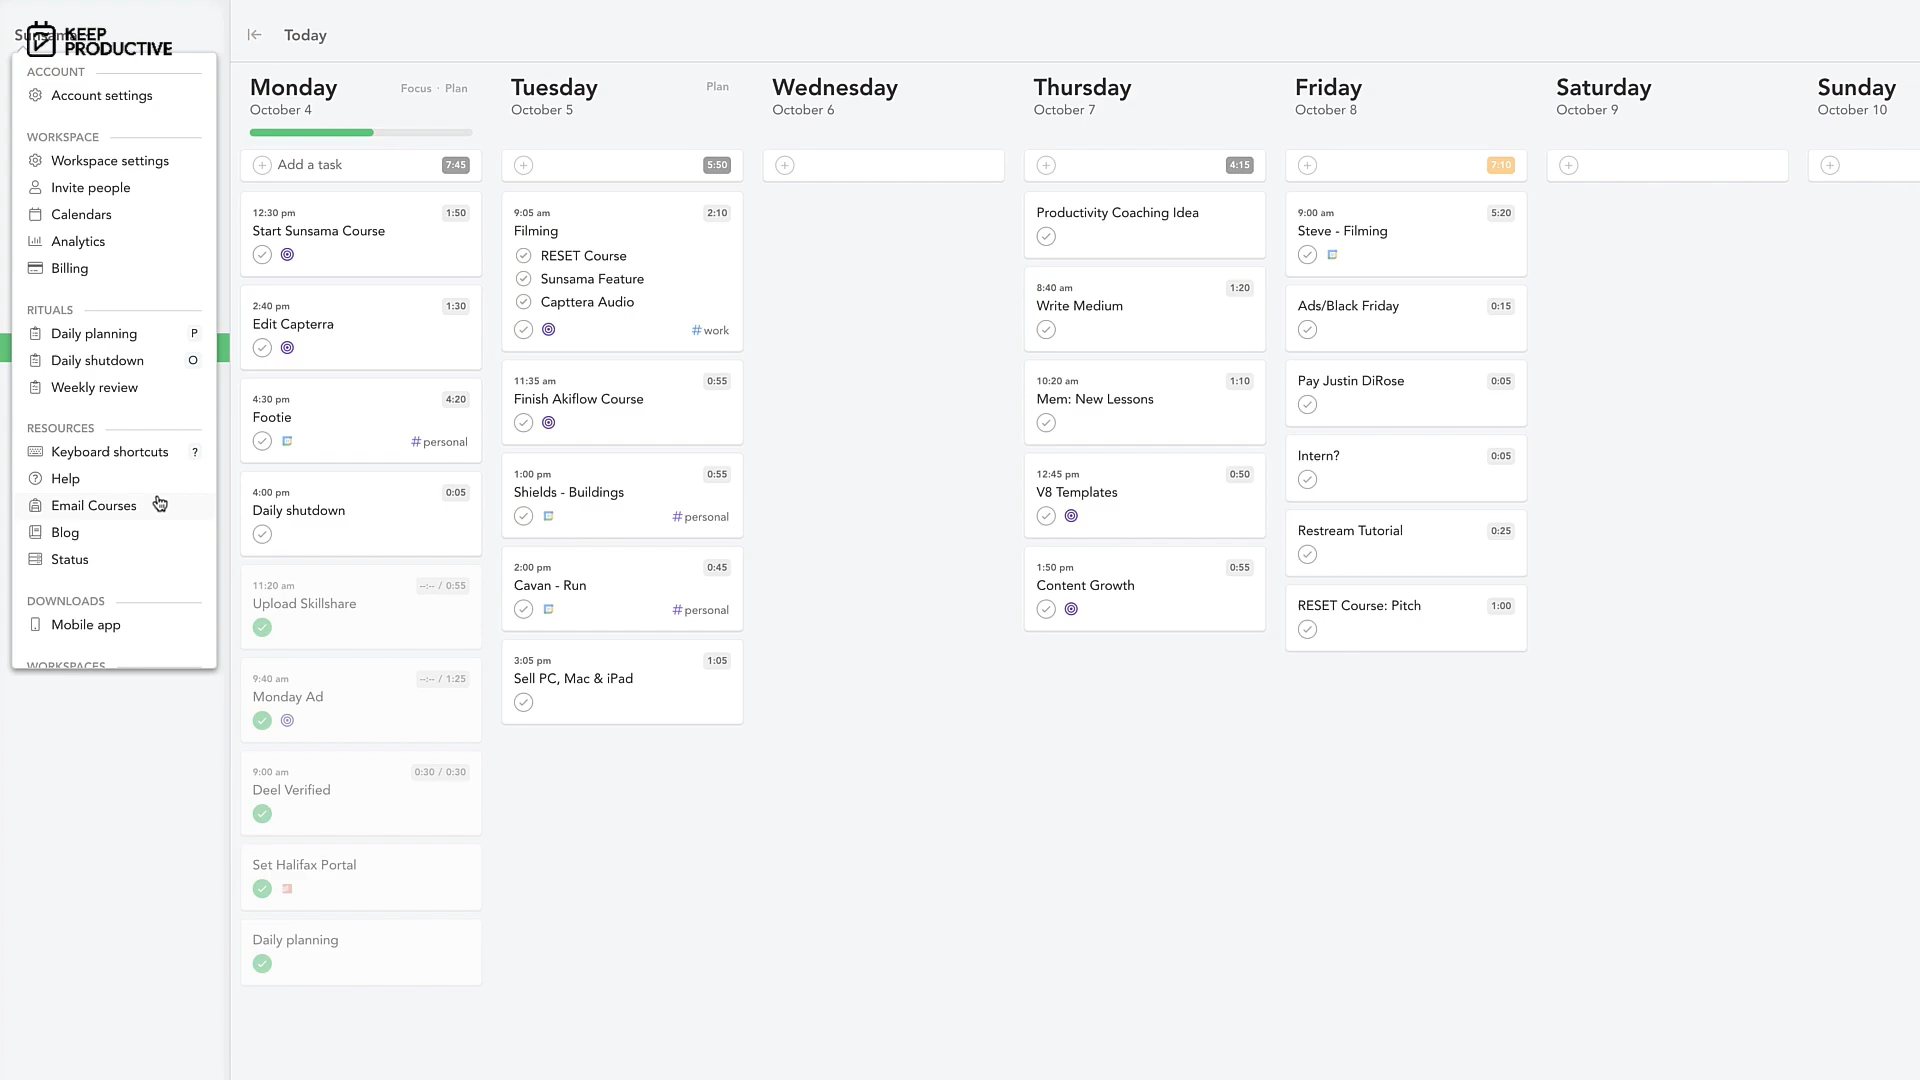 Sunsama
KEEP
PRODUCTIVE
ACCOUNT
Account settings
WORKSPACE
Workspace settings
Invite people
Calendars
Analytics
Billing
RITUALS
Daily planning P
Daily shutdown O
Weekly review
RESOURCES
Keyboard shortcuts ?
Help
Email Courses
Blog
Status
DOWNLOADS
Mobile app
WORKSPACES
Today
Monday
Focus · Plan
October 4
Add a task 7:45
12:30 pm 1:50
Start Sunsama Course
2:40 pm 1:30
Edit Capterra
4:30 pm 4:20
Footie
#personal
4:00 pm 0:05
Daily shutdown
11:20 am --:-- / 0:55
Upload Skillshare
9:40 am --:-- / 1:25
Monday Ad
9:00 am 0:30 / 0:30
Deel Verified
Set Halifax Portal
Daily planning
Tuesday
Plan
October 5
5:50
9:05 am 2:10
Filming
RESET Course
Sunsama Feature
Capttera Audio
#work
11:35 am 0:55
Finish Akiflow Course
1:00 pm 0:55
Shields - Buildings
#personal
2:00 pm 0:45
Cavan - Run
#personal
3:05 pm 1:05
Sell PC, Mac & iPad
Wednesday
October 6
Thursday
October 7
4:15
Productivity Coaching Idea
8:40 am 1:20
Write Medium
10:20 am 1:10
Mem: New Lessons
12:45 pm 0:50
V8 Templates
1:50 pm 0:55
Content Growth
Friday
October 8
7:10
9:00 am 5:20
Steve - Filming
Ads/Black Friday 0:15
Pay Justin DiRose 0:05
Intern? 0:05
Restream Tutorial 0:25
RESET Course: Pitch 1:00
Saturday
October 9
Sunday
October 10